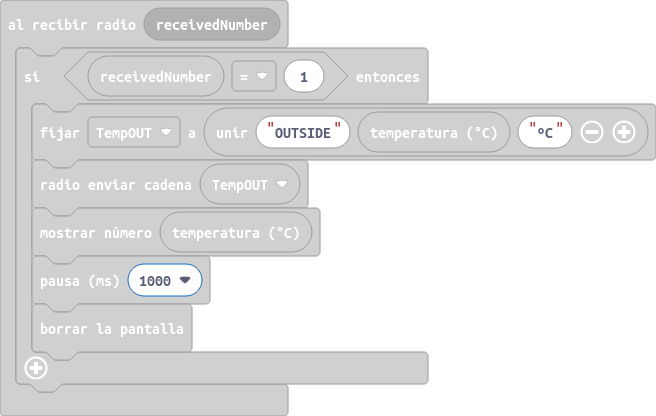 al recibir radio receivedNumber
si receivedNumber = 1 entonces
fijar TempOUT a unir "OUTSIDE" temperatura (°C) "ºC"
radio enviar cadena TempOUT
mostrar número temperatura (°C)
pausa (ms) 1000
borrar la pantalla